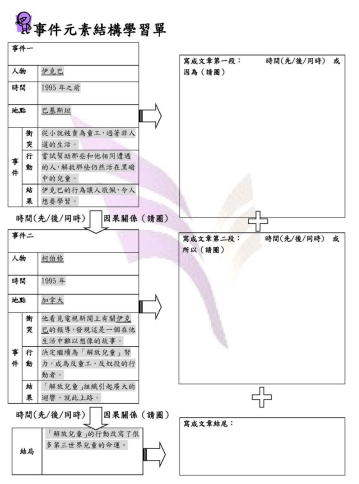 事件元素結構學習單
事件一
人物
伊克巴
時間
1995 年之前
地點
巴基斯坦
事件
衝突
從小就被賣為童工,過著非人
道的生活。
行動
嘗試幫助那些和他相同遭遇
的人,解救那些仍然活在黑暗
中的兒童。
結果
伊克巴的行為讓人敬佩,令人
想要學習。
寫成文章第一段: 時間(先/後/同時) 或
因為(請圈)
時間(先/後/同時) 因果關係(請圈)
事件二
人物
柯伯格
時間
1995 年
地點
加拿大
事件
衝突
他看見電視新聞上有關伊克
巴的報導,發現這是一個在他
生活中難以想像的故事。
行動
決定繼續為「解放兒童」努
力,成為反童工、反奴役的行
動者。
結果
「解放兒童」組織引起廣大的
迴響,就此上路。
寫成文章第二段: 時間(先/後/同時) 或
所以(請圈)
時間(先/後/同時) 因果關係(請圈)
結局
「解放兒童」的行動改寫了很
多第三世界兒童的命運。
寫成文章結尾: